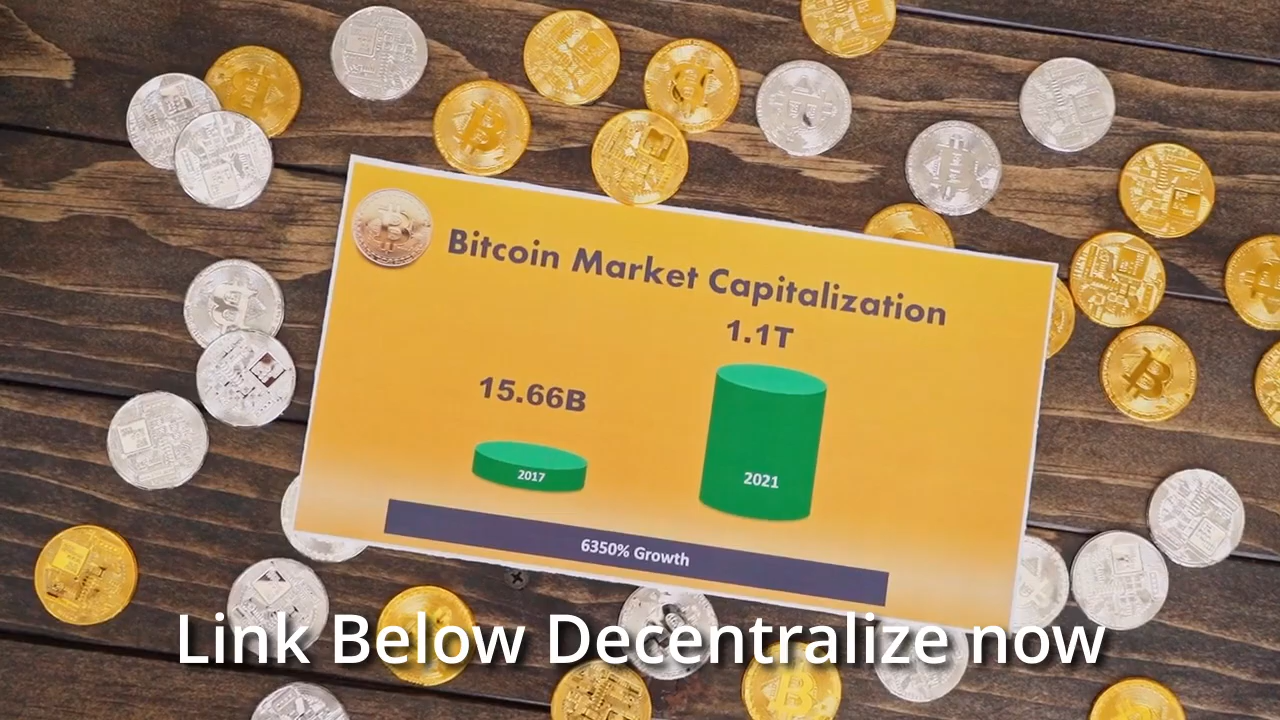 Bitcoin Market Capitalization
1.1T
15.66B
2017
2021
6350% Growth
Link Below Decentralize now